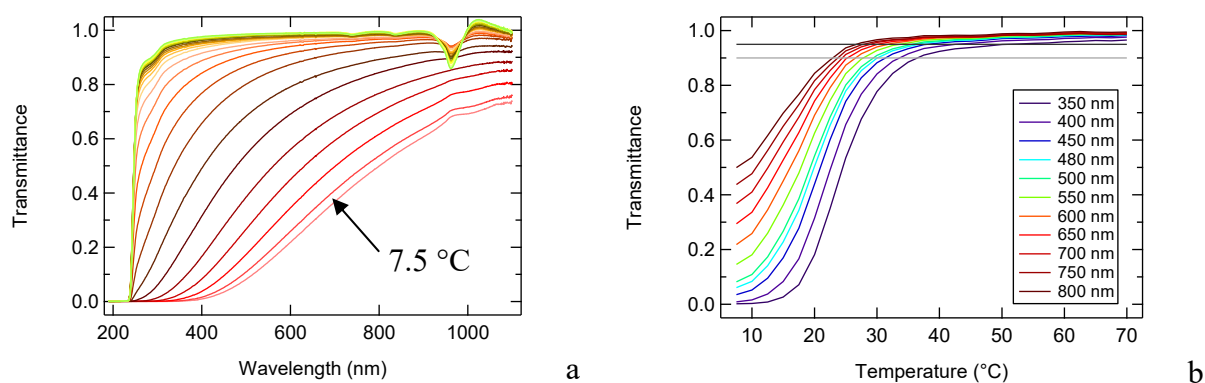 Transmittance
1.0
0.8
0.6
0.4
0.2
0.0
7.5 °C
200 400 600 800 1000
Wavelength (nm)
a
Transmittance
1.0
0.8
0.6
0.4
0.2
0.0
350 nm
400 nm
450 nm
480 nm
500 nm
550 nm
600 nm
650 nm
700 nm
750 nm
800 nm
10 20 30 40 50 60 70
Temperature (°C)
b